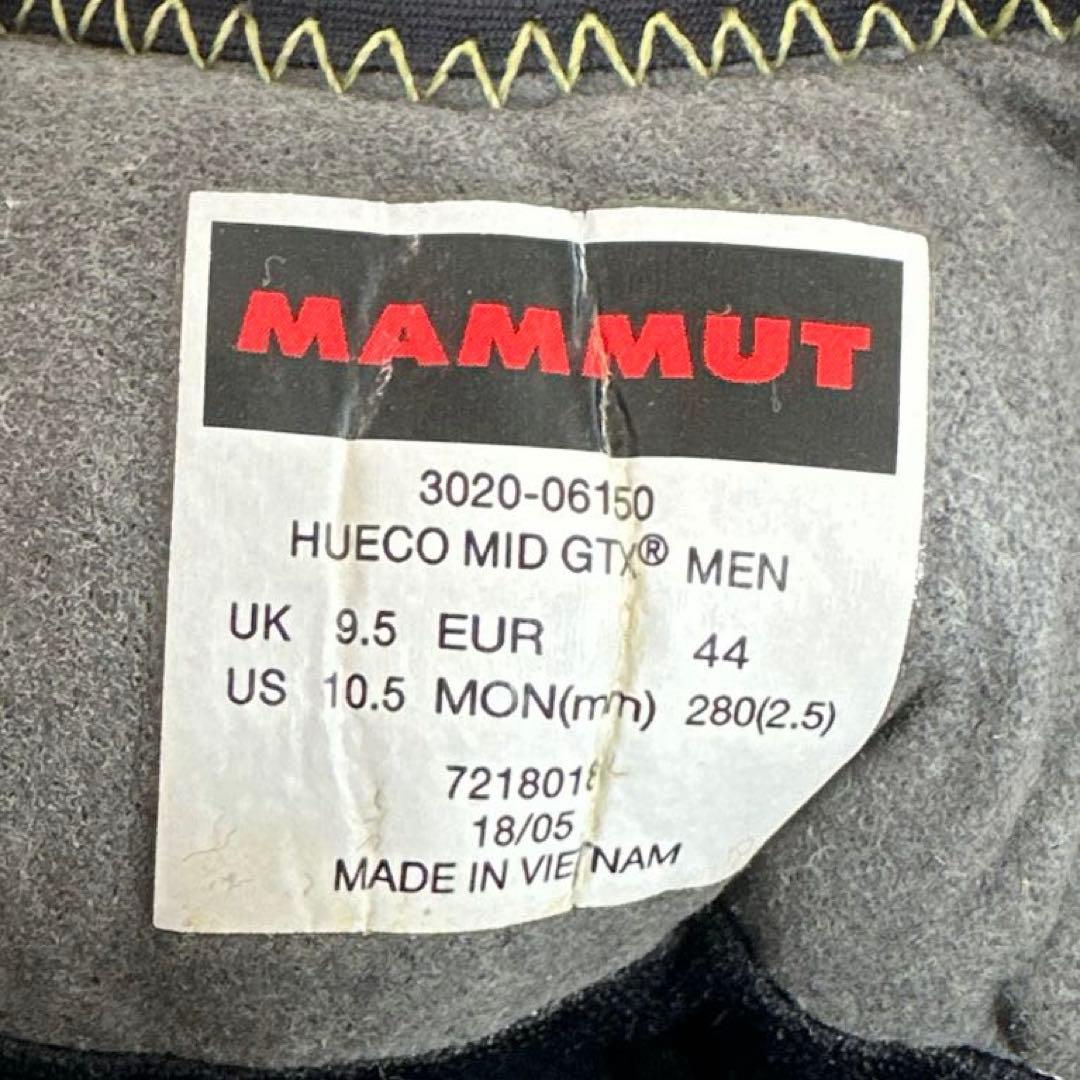 MAMMUT
3020-06150
HUECO MID GTX® MEN
UK 9.5 EUR 44
US 10.5 MON(mm) 280(2.5)
18/05
MADE IN VIETNAM